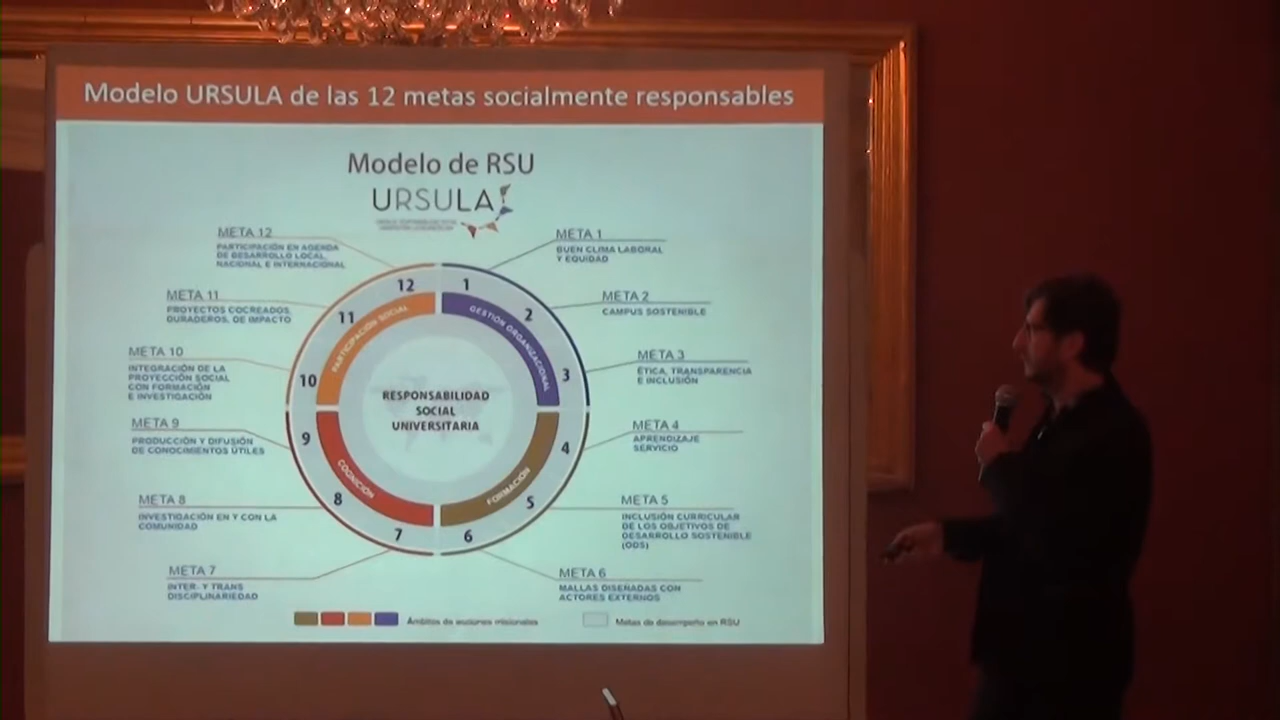 Modelo URSULA de las 12 metas socialmente responsables
Modelo de RSU
URSULA
META 12
PARTICIPACIÓN EN AGENDA
DE DESARROLLO LOCAL,
NACIONAL E INTERNACIONAL
META 1
BUEN CLIMA LABORAL
Y EQUIDAD
META 11
PROYECTOS COCREADOS,
DURADEROS, DE IMPACTO
META 2
CAMPUS SOSTENIBLE
META 10
INTEGRACIÓN DE LA
PROYECCIÓN SOCIAL
CON FORMACIÓN
E INVESTIGACIÓN
META 3
ÉTICA, TRANSPARENCIA
E INCLUSIÓN
META 9
PRODUCCIÓN Y DIFUSIÓN
DE CONOCIMIENTOS ÚTILES
META 4
APRENDIZAJE
SERVICIO
META 8
INVESTIGACIÓN EN Y CON LA
COMUNIDAD
META 5
INCLUSIÓN CURRICULAR
DE LOS OBJETIVOS DE
DESARROLLO SOSTENIBLE
(ODS)
META 7
INTER- Y TRANS
DISCIPLINARIEDAD
META 6
MALLAS DISEÑADAS CON
ACTORES EXTERNOS
12
1
11
2
10
3
9
4
8
5
7
6
PARTICIPACIÓN SOCIAL
GESTIÓN ORGANIZACIONAL
COGNICIÓN
FORMACIÓN
RESPONSABILIDAD
SOCIAL
UNIVERSITARIA
Ámbitos de acciones misionales
Metas de desempeño en RSU